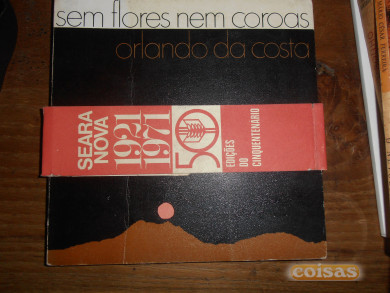 sem flores nem coroas
orlando da costa
SEARA
NOVA
1921
1971
50
EDIÇÕES
DO
CINQUENTENÁRIO
coisas